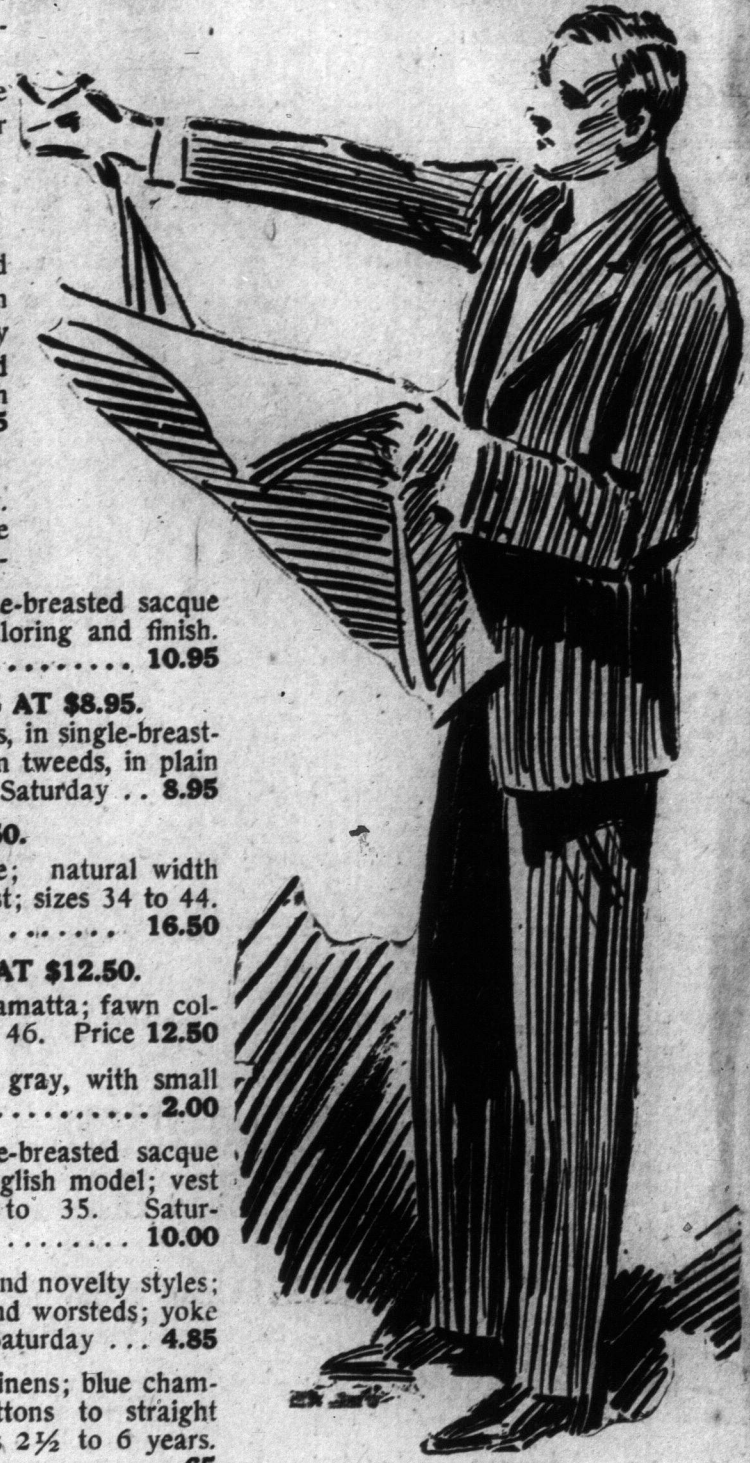 e-breasted sacque
loring and finish.
........ 10.95
AT $8.95.
s, in single-breast-
n tweeds, in plain
Saturday .. 8.95
50.
e; natural width
st; sizes 34 to 44.
........ 16.50
AT $12.50.
amatta; fawn col-
46. Price 12.50
gray, with small
.......... 2.00
e-breasted sacque
glish model; vest
to 35. Satur-
........ 10.00
nd novelty styles;
nd worsteds; yoke
aturday ... 4.85
inens; blue cham-
ttons to straight
s 2½ to 6 years.